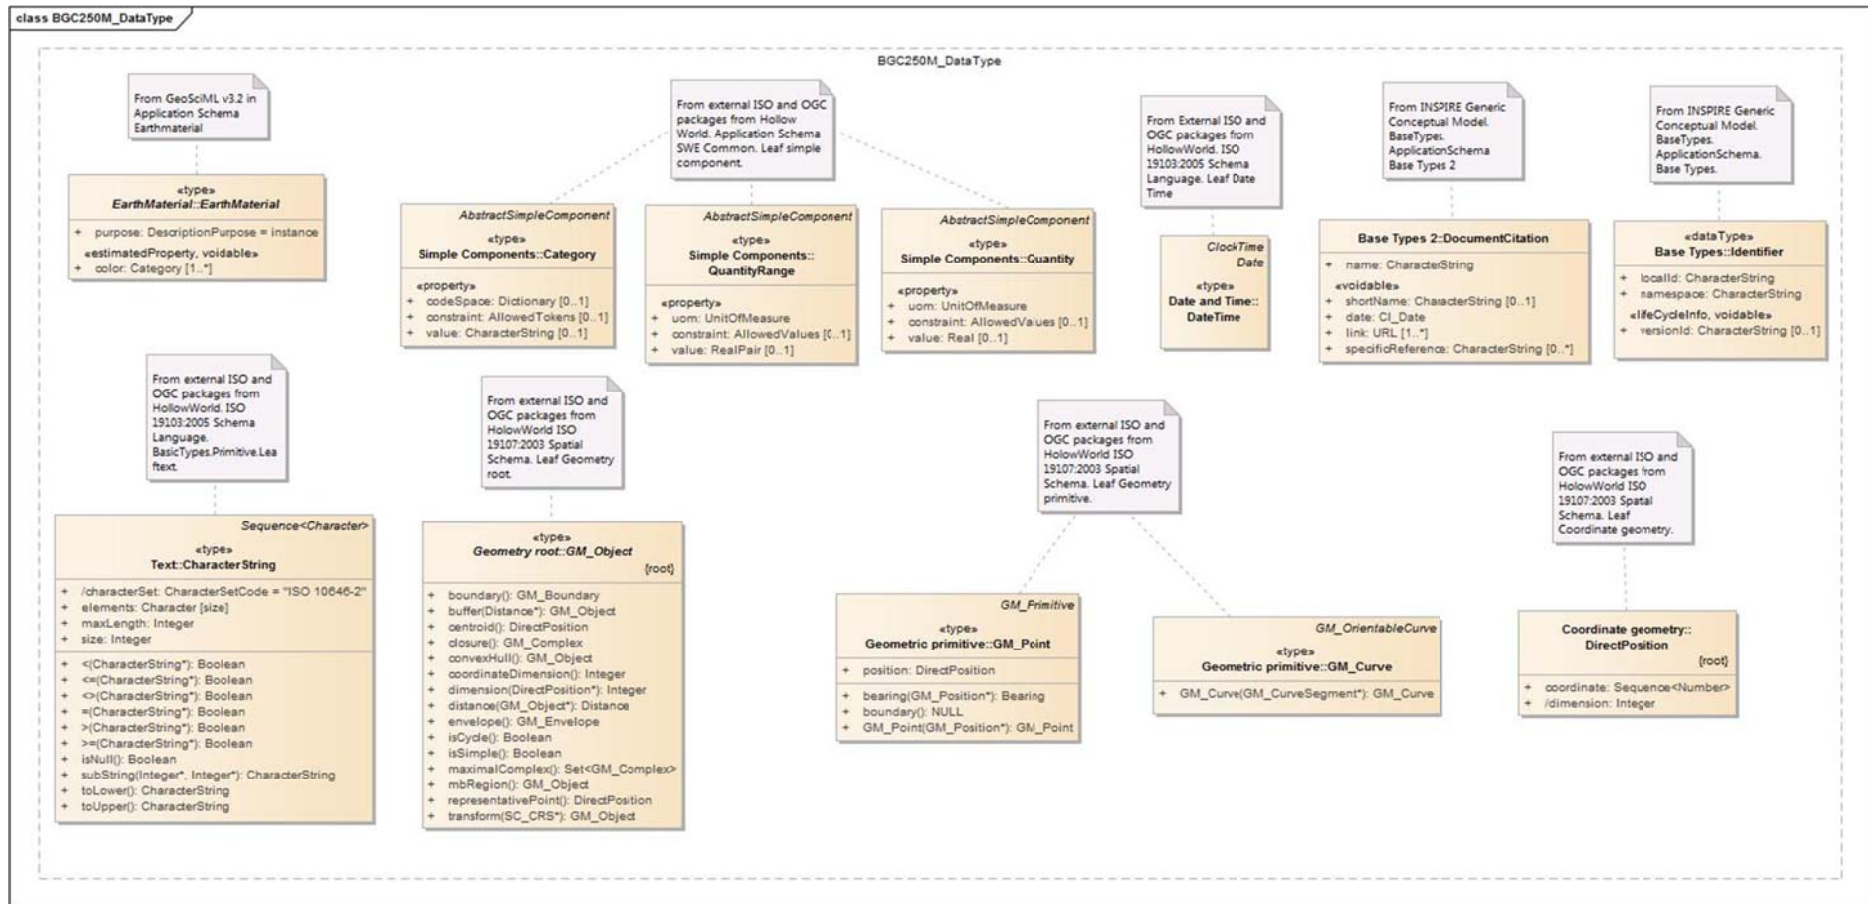 class BGC250M_DataType
BGC250M_DataType
From GeoSciML v3.2 in
Application Schema
Earthmaterial
«type»
EarthMaterial::EarthMaterial
+ purpose: DescriptionPurpose = instance
«estimatedProperty, voidable»
+ color: Category [1..*]
From external ISO and OGC
packages from Hollow
World. Application Schema
SWE Common. Leaf simple
component.
AbstractSimpleComponent
«type»
Simple Components::Category
«property»
+ codeSpace: Dictionary [0..1]
+ constraint: AllowedTokens [0..1]
+ value: CharacterString [0..1]
AbstractSimpleComponent
«type»
Simple Components::
QuantityRange
«property»
+ uom: UnitOfMeasure
+ constraint: AllowedValues [0..1]
+ value: RealPair [0..1]
AbstractSimpleComponent
«type»
Simple Components::Quantity
«property»
+ uom: UnitOfMeasure
+ constraint: AllowedValues [0..1]
+ value: Real [0..1]
From External ISO and
OGC packages from
HollowWorld. ISO
19103:2005 Schema
Language. Leaf Date
Time
ClockTime
Date
«type»
Date and Time::
DateTime
From INSPIRE Generic
Conceptual Model.
BaseTypes.
ApplicationSchema
Base Types 2
Base Types 2::DocumentCitation
+ name: CharacterString
«voidable»
+ shortName: CharacterString [0..1]
+ date: CI_Date
+ link: URL [1..*]
+ specificReference: CharacterString [0..*]
From INSPIRE Generic
Conceptual Model.
BaseTypes.
ApplicationSchema.
Base Types.
«dataType»
Base Types::Identifier
+ localId: CharacterString
+ namespace: CharacterString
«lifeCycleInfo, voidable»
+ versionId: CharacterString [0..1]
From external ISO and
OGC packages from
HollowWorld. ISO
19103:2005 Schema
Language.
BasicTypes.Primitive.Lea
ftext.
Sequence<Character>
«type»
Text::CharacterString
+ /characterSet: CharacterSetCode = "ISO 10646-2"
+ elements: Character [size]
+ maxLength: Integer
+ size: Integer
+ <(CharacterString*): Boolean
+ <=(CharacterString*): Boolean
+ <>(CharacterString*): Boolean
+ =(CharacterString*): Boolean
+ >(CharacterString*): Boolean
+ >=(CharacterString*): Boolean
+ isNull(): Boolean
+ subString(Integer*, Integer*): CharacterString
+ toLower(): CharacterString
+ toUpper(): CharacterString
From external ISO and
OGC packages from
HolowWorld ISO
19107:2003 Spatial
Schema. Leaf Geometry
root.
«type»
Geometry root::GM_Object
{root}
+ boundary(): GM_Boundary
+ buffer(Distance*): GM_Object
+ centroid(): DirectPosition
+ closure(): GM_Complex
+ convexHull(): GM_Object
+ coordinateDimension(): Integer
+ dimension(DirectPosition*): Integer
+ distance(GM_Object*): Distance
+ envelope(): GM_Envelope
+ isCycle(): Boolean
+ isSimple(): Boolean
+ maximalComplex(): Set<GM_Complex>
+ mbRegion(): GM_Object
+ representativePoint(): DirectPosition
+ transform(SC_CRS*): GM_Object
From external ISO and
OGC packages from
HolowWorld ISO
19107:2003 Spatial
Schema. Leaf Geometry
primitive.
GM_Primitive
«type»
Geometric primitive::GM_Point
+ position: DirectPosition
+ bearing(GM_Position*): Bearing
+ boundary(): NULL
+ GM_Point(GM_Position*): GM_Point
GM_OrientableCurve
«type»
Geometric primitive::GM_Curve
+ GM_Curve(GM_CurveSegment*): GM_Curve
From external ISO and
OGC packages from
HolowWorld ISO
19107:2003 Spatal
Schema. Leaf
Coordinate geometry.
Coordinate geometry::
DirectPosition
{root}
+ coordinate: Sequence<Number>
+ /dimension: Integer